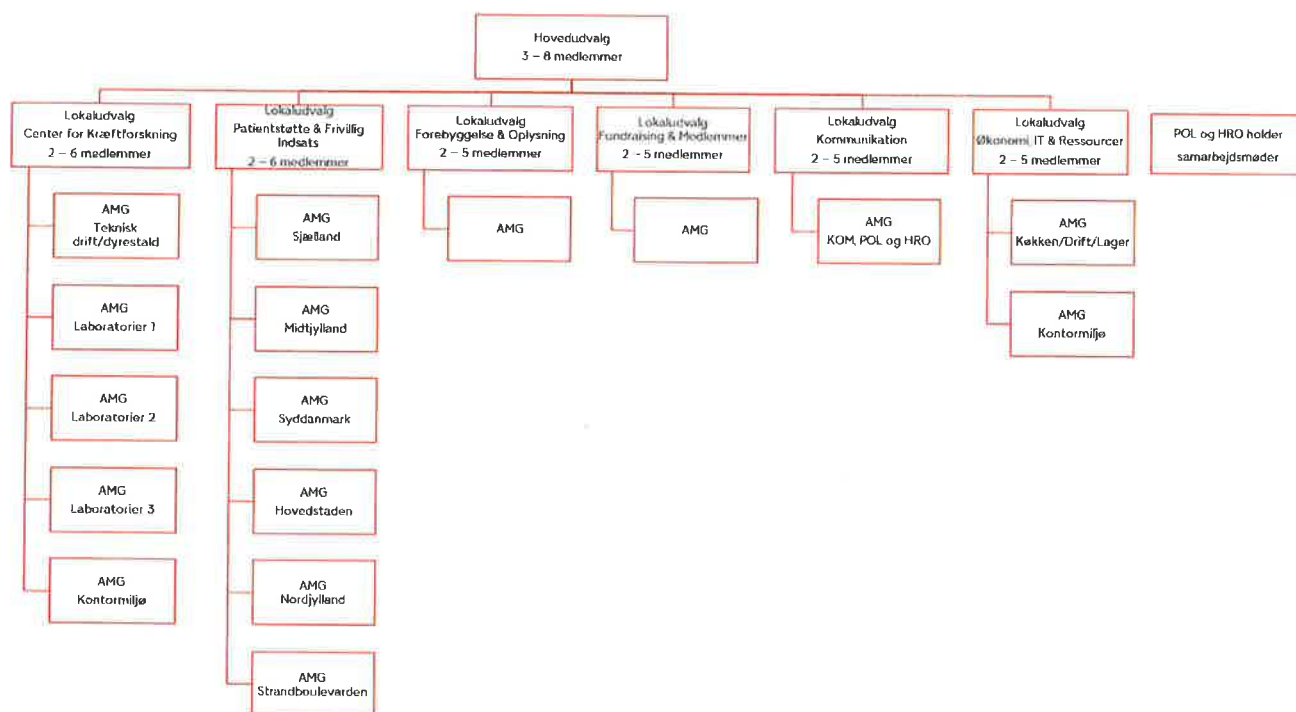 Hovedudvalg
3 – 8 medlemmer
Lokaludvalg
Center for Kræftforskning
2 – 6 medlemmer
Lokaludvalg
Patientstøtte & Frivillig
Indsats
2 – 6 medlemmer
Lokaludvalg
Forebyggelse & Oplysning
2 – 5 medlemmer
Lokaludvalg
Fundraising & Medlemmer
2 – 5 medlemmer
Lokaludvalg
Kommunikation
2 – 5 medlemmer
Lokaludvalg
Økonomi, IT & Ressourcer
2 – 5 medlemmer
POL og HRO holder
samarbejdsmøder
AMG
Teknisk
drift/dyrestald
AMG
Laboratorier 1
AMG
Laboratorier 2
AMG
Laboratorier 3
AMG
Kontormiljø
AMG
Sjælland
AMG
Midtjylland
AMG
Syddanmark
AMG
Hovedstaden
AMG
Nordjylland
AMG
Strandboulevarden
AMG
AMG
AMG
KOM, POL og HRO
AMG
Køkken/Drift/Lager
AMG
Kontormiljø